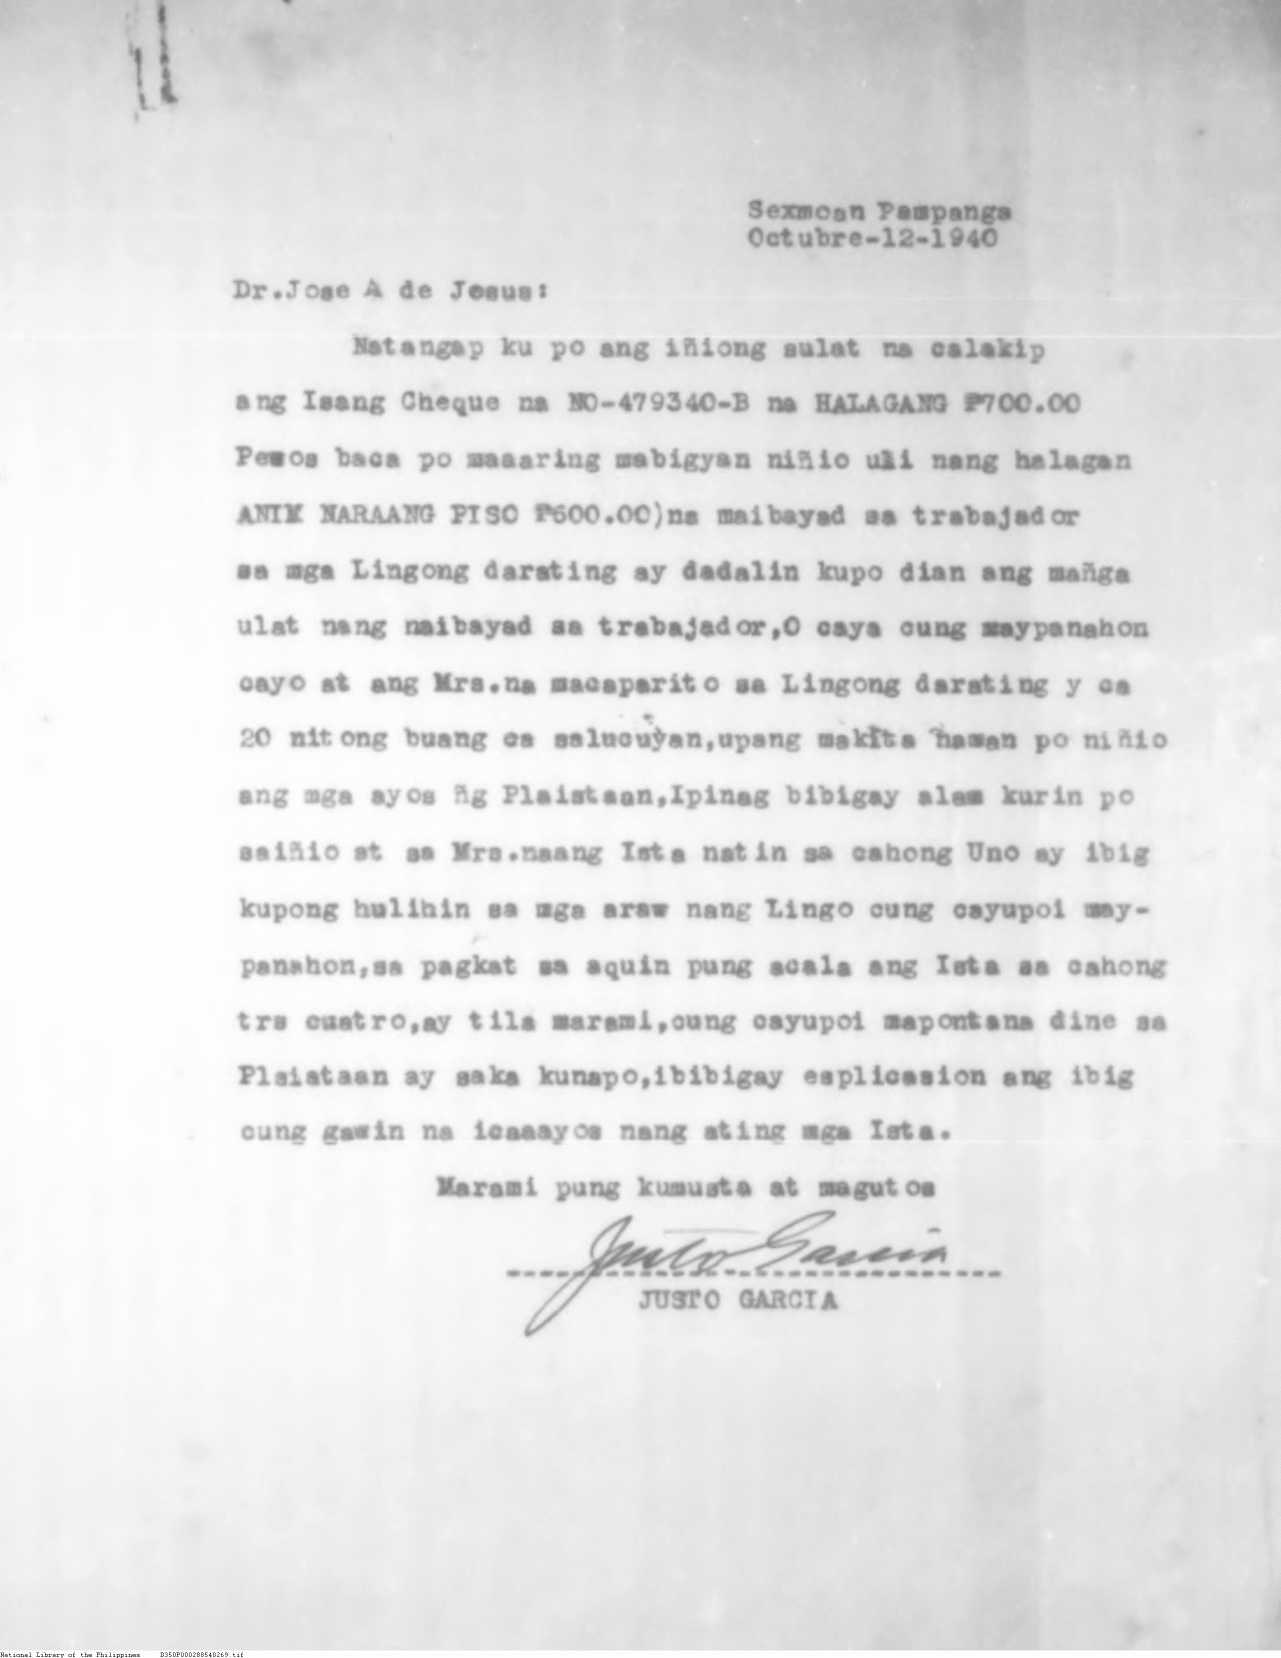 Sexmoan Pampanga
Octubre-12-1940
Dr.Jose A de Jesus:
Natangap ku po ang iñiong sulat na calakip
ang Isang Cheque na NO-479340-B na HALAGANG ₱700.00
Pesos baca po maaaring mabigyan niñio uli nang halagan
ANIM NARAANG PISO ₱600.00)na maibayad sa trabajador
sa mga Lingong darating ay dadalin kupo dian ang mañga
ulat nang naibayad sa trabajador,O caya cung maypanahon
cayo at ang Mrs.na macaparito sa Lingong darating y ca
20 nitong buang ca salucuyan,upang makita naman po niñio
ang mga ayos ñg Plaistaan,Ipinag bibigay alam kurin po
saiñio at sa Mrs.naang Ista natin sa cahong Uno ay ibig
kupong hulihin sa mga araw nang Lingo cung cayupoi may-
panahon,sa pagkat sa aquin pung acala ang Ista sa cahong
trs cuatro,ay tila marami,cung cayupoi mapontana dine sa
Plaistaan ay saka kunapo,ibibigay esplicasion ang ibig
cung gawin na icaaayos nang ating mga Ista.
Marami pung kumusta at magutos
Justo Garcia
JUSTO GARCIA
National Library of the Philippines D350P000288540269.tif